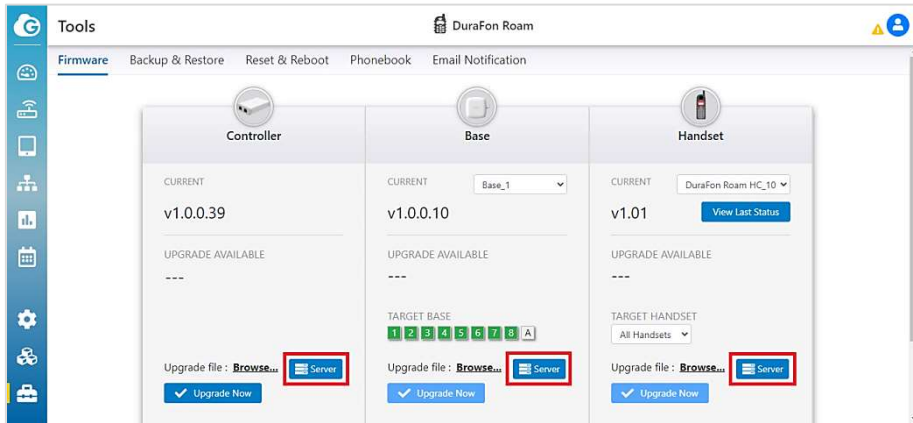 Tools
DuraFon Roam
Firmware Backup & Restore Reset & Reboot Phonebook Email Notification
Controller
CURRENT
v1.0.0.39
UPGRADE AVAILABLE
---
Upgrade file : Browse... Server
Upgrade Now
Base
CURRENT Base_1
v1.0.0.10
UPGRADE AVAILABLE
---
TARGET BASE
1 2 3 4 5 6 7 8 A
Upgrade file : Browse... Server
Upgrade Now
Handset
CURRENT DuraFon Roam HC_10
v1.01 View Last Status
UPGRADE AVAILABLE
---
TARGET HANDSET
All Handsets
Upgrade file : Browse... Server
Upgrade Now